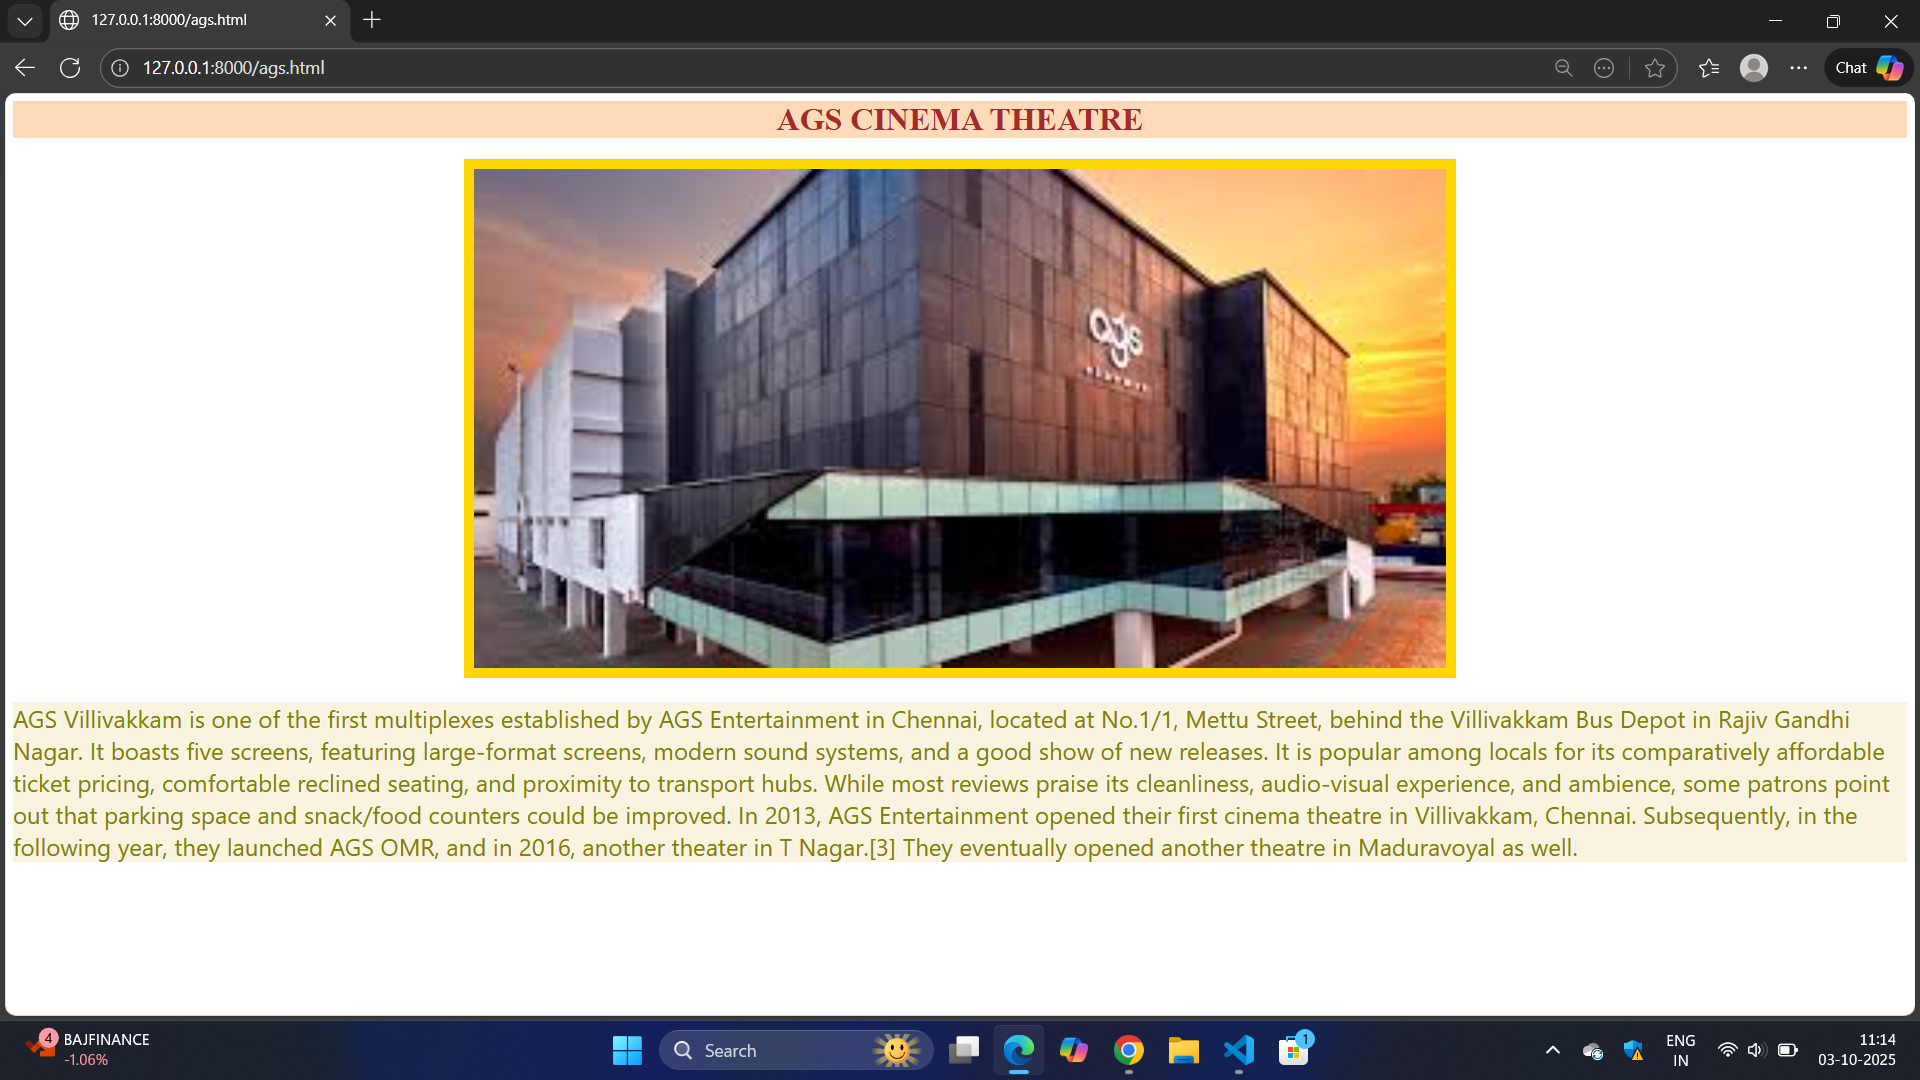 127.0.0.1:8000/ags.html
127.0.0.1:8000/ags.html
Chat
AGS CINEMA THEATRE
ags
AGS Villivakkam is one of the first multiplexes established by AGS Entertainment in Chennai, located at No.1/1, Mettu Street, behind the Villivakkam Bus Depot in Rajiv Gandhi
Nagar. It boasts five screens, featuring large-format screens, modern sound systems, and a good show of new releases. It is popular among locals for its comparatively affordable
ticket pricing, comfortable reclined seating, and proximity to transport hubs. While most reviews praise its cleanliness, audio-visual experience, and ambience, some patrons point
out that parking space and snack/food counters could be improved. In 2013, AGS Entertainment opened their first cinema theatre in Villivakkam, Chennai. Subsequently, in the
following year, they launched AGS OMR, and in 2016, another theater in T Nagar.[3] They eventually opened another theatre in Maduravoyal as well.
4
BAJFINANCE
-1.06%
Search
1
ENG
IN
11:14
03-10-2025